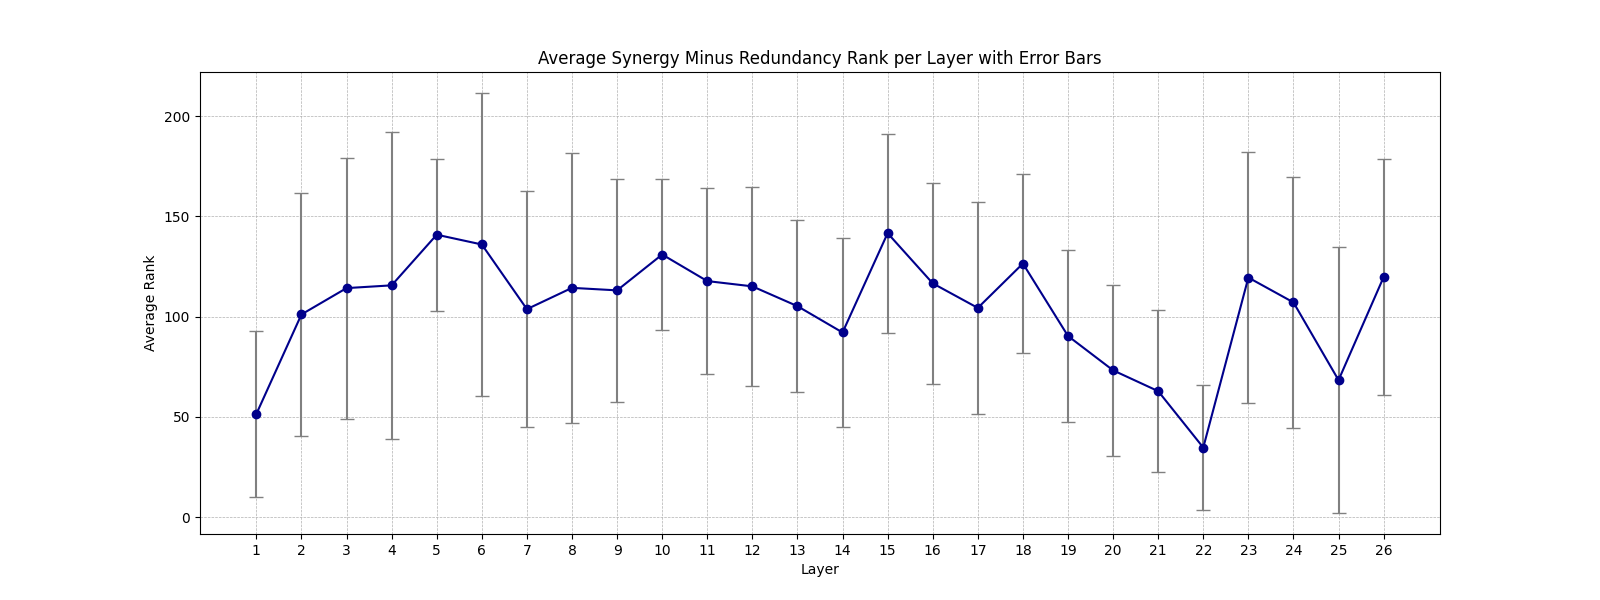 Average Synergy Minus Redundancy Rank per Layer with Error Bars
200
150
100
50
0
Average Rank
1 2 3 4 5 6 7 8 9 10 11 12 13 14 15 16 17 18 19 20 21 22 23 24 25 26
Layer